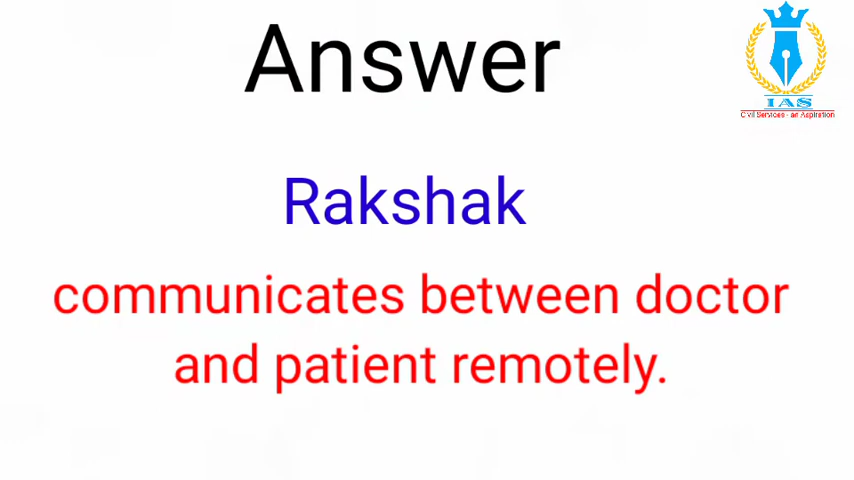 Answer
IAS
Civil Services - an Aspiration
Rakshak
communicates between doctor
and patient remotely.